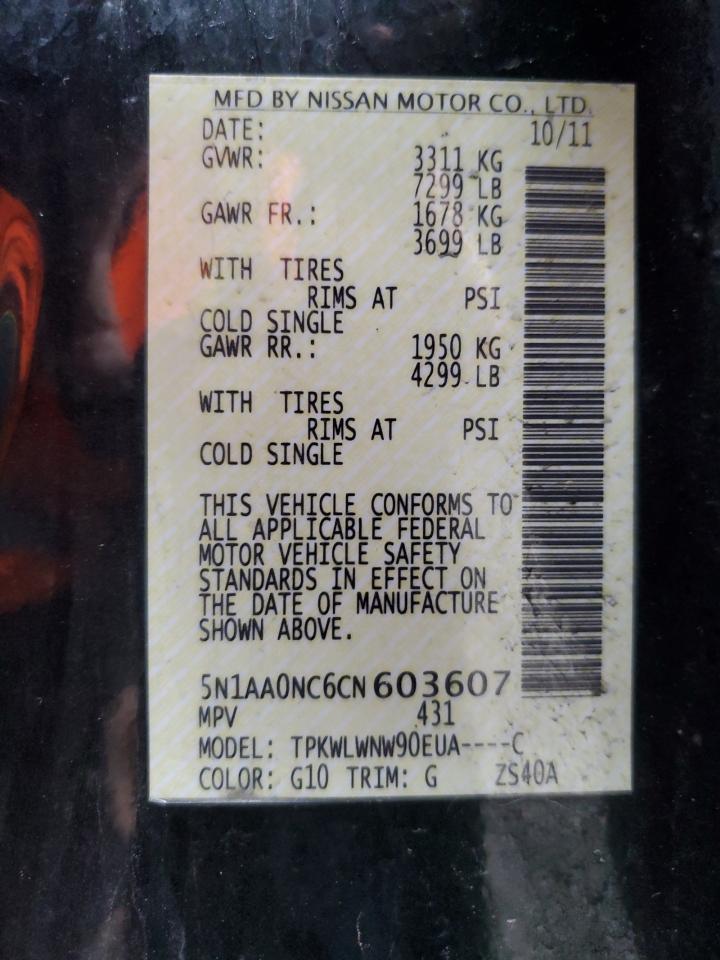 MFD BY NISSAN MOTOR CO., LTD.
DATE: 10/11
GVWR: 3311 KG
7299 LB
GAWR FR.: 1678 KG
3699 LB
WITH TIRES
RIMS AT PSI
COLD SINGLE
GAWR RR.: 1950 KG
4299 LB
WITH TIRES
RIMS AT PSI
COLD SINGLE
THIS VEHICLE CONFORMS TO
ALL APPLICABLE FEDERAL
MOTOR VEHICLE SAFETY
STANDARDS IN EFFECT ON
THE DATE OF MANUFACTURE
SHOWN ABOVE.
5N1AA0NC6CN603607
MPV 431
MODEL: TPKWLWNW90EUA----C
COLOR: G10 TRIM: G ZS40A